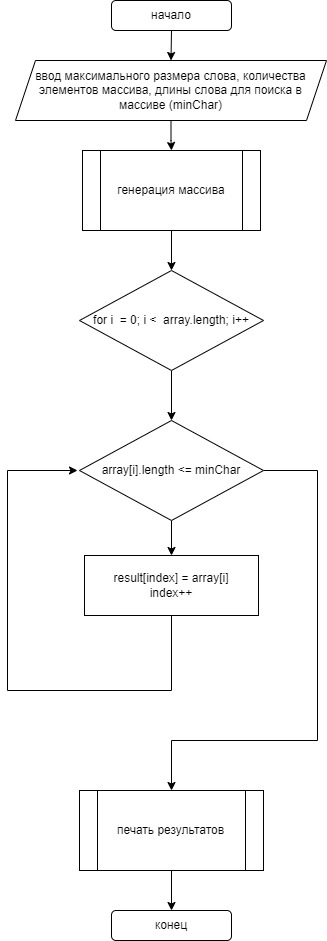 начало
ввод максимального размера слова, количества
элементов массива, длины слова для поиска в
массиве (minChar)
генерация массива
for i = 0; i < array.length; i++
array[i].length <= minChar
result[index] = array[i]
index++
печать результатов
конец